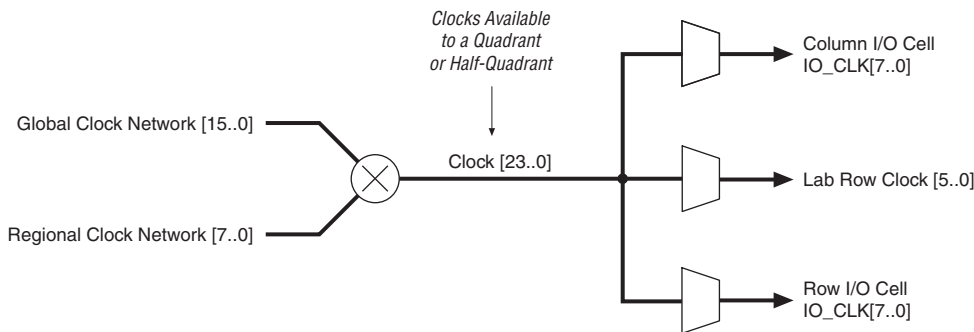 Clocks Available
to a Quadrant
or Half-Quadrant
Column I/O Cell
IO_CLK[7..0]
Global Clock Network [15..0]
Clock [23..0]
Lab Row Clock [5..0]
Regional Clock Network [7..0]
Row I/O Cell
IO_CLK[7..0]